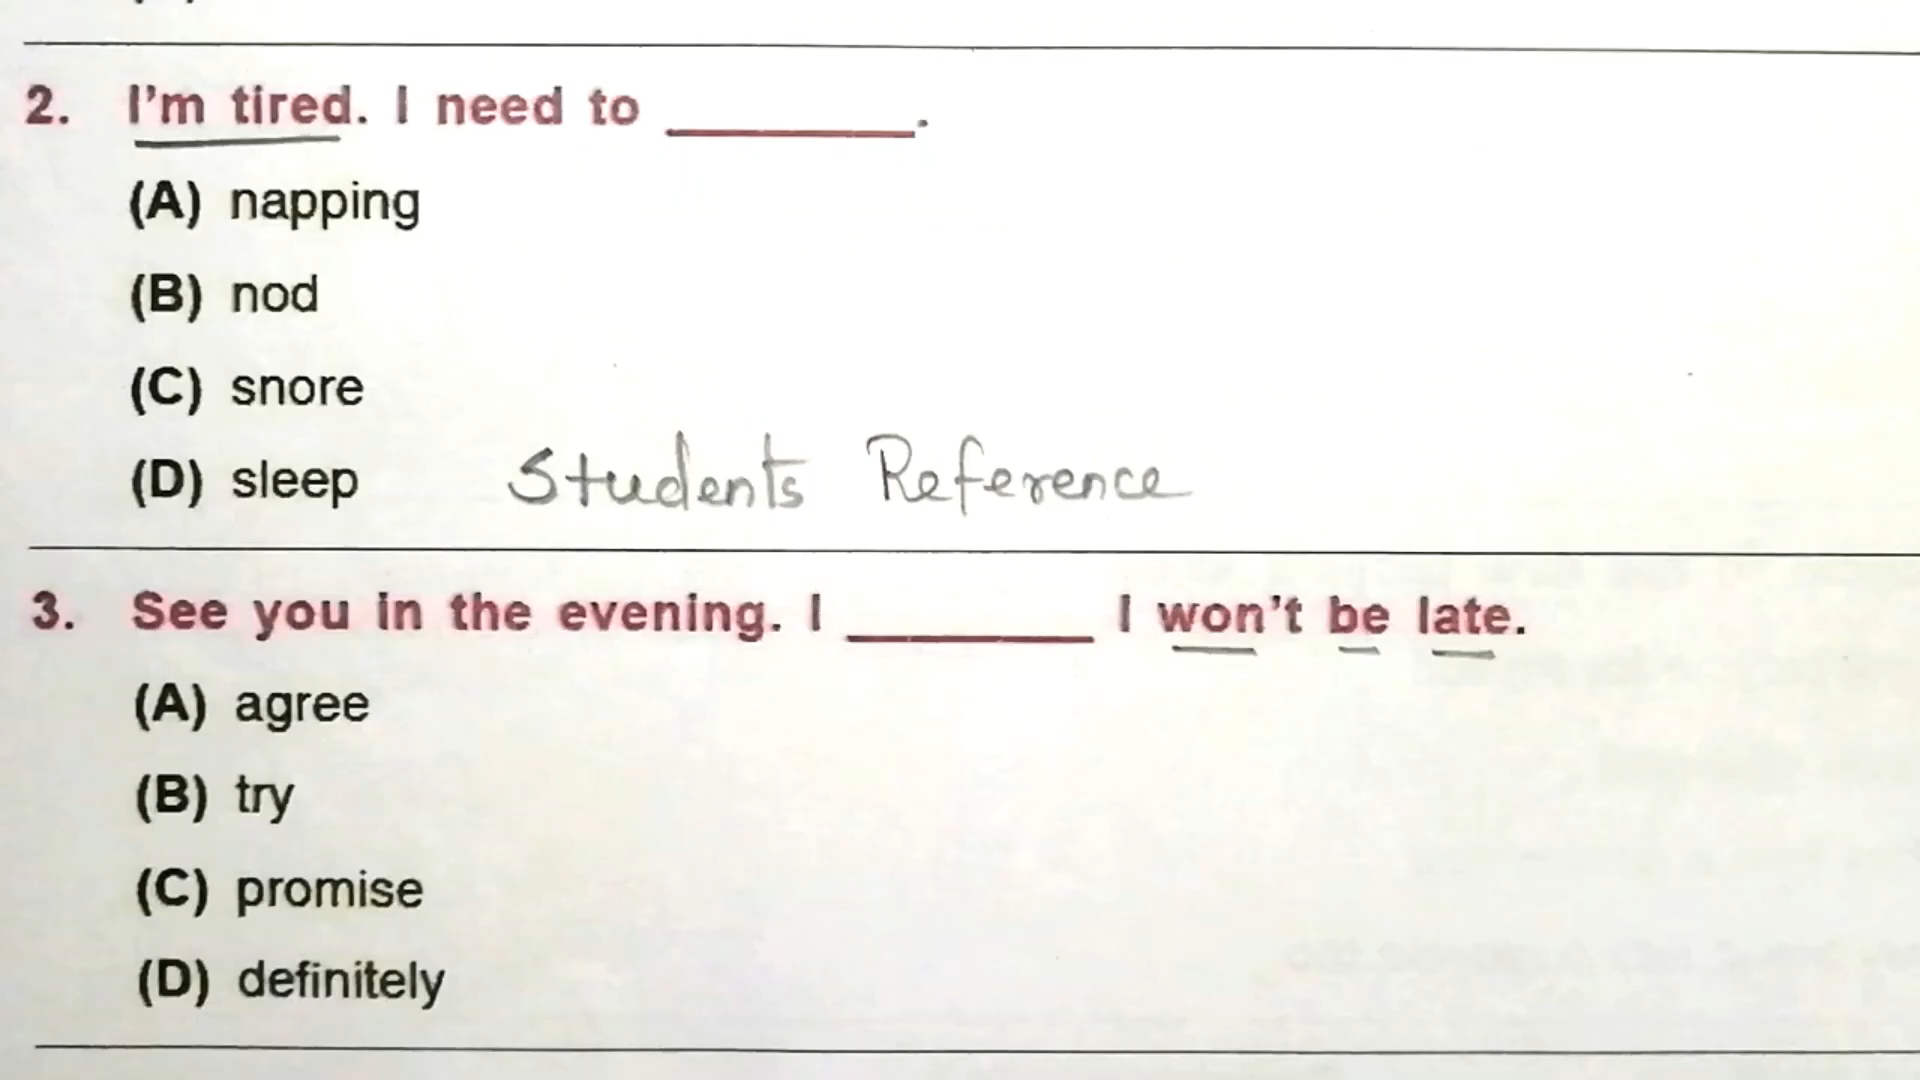 2. I'm tired. I need to ________.
(A) napping
(B) nod
(C) snore
(D) sleep Students Reference
3. See you in the evening. I ________ I won't be late.
(A) agree
(B) try
(C) promise
(D) definitely